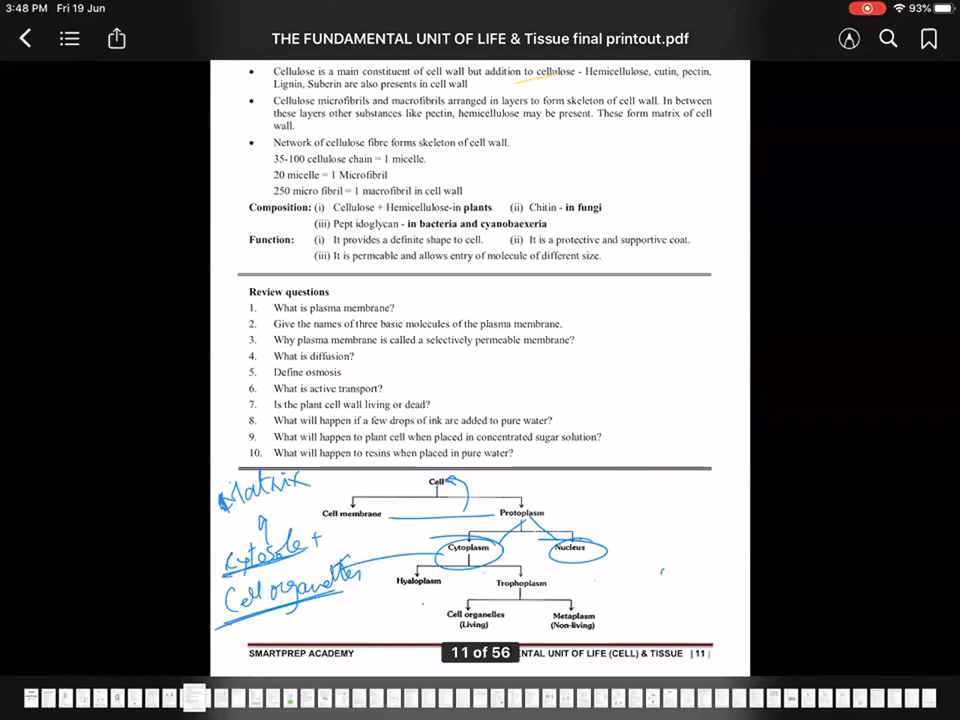 3:48 PM Fri 19 Jun
93%
THE FUNDAMENTAL UNIT OF LIFE & Tissue final printout.pdf
• Cellulose is a main constituent of cell wall but addition to cellulose - Hemicellulose, cutin, pectin,
Lignin, Suberin are also presents in cell wall
• Cellulose microfibrils and macrofibrils arranged in layers to form skeleton of cell wall. In between
these layers other substances like pectin, hemicellulose may be present. These form matrix of cell
wall.
• Network of cellulose fibre forms skeleton of cell wall.
35-100 cellulose chain = 1 micelle.
20 micelle = 1 Microfibril
250 micro fibril = 1 macrofibril in cell wall
Composition: (i) Cellulose + Hemicellulose-in plants (ii) Chitin - in fungi
(iii) Pept idoglycan - in bacteria and cyanobaexeria
Function: (i) It provides a definite shape to cell. (ii) It is a protective and supportive coat.
(iii) It is permeable and allows entry of molecule of different size.
Review questions
1. What is plasma membrane?
2. Give the names of three basic molecules of the plasma membrane.
3. Why plasma membrane is called a selectively permeable membrane?
4. What is diffusion?
5. Define osmosis
6. What is active transport?
7. Is the plant cell wall living or dead?
8. What will happen if a few drops of ink are added to pure water?
9. What will happen to plant cell when placed in concentrated sugar solution?
10. What will happen to resins when placed in pure water?
Matrix
Cytosole +
Cell organelles
Cell
Cell membrane Protoplasm
Cytoplasm Nucleus
Hyaloplasm Trophoplasm
Cell organelles
(Living)
Metaplasm
(Non-living)
SMARTPREP ACADEMY 11 of 56 ENTAL UNIT OF LIFE (CELL) & TISSUE | 11 |